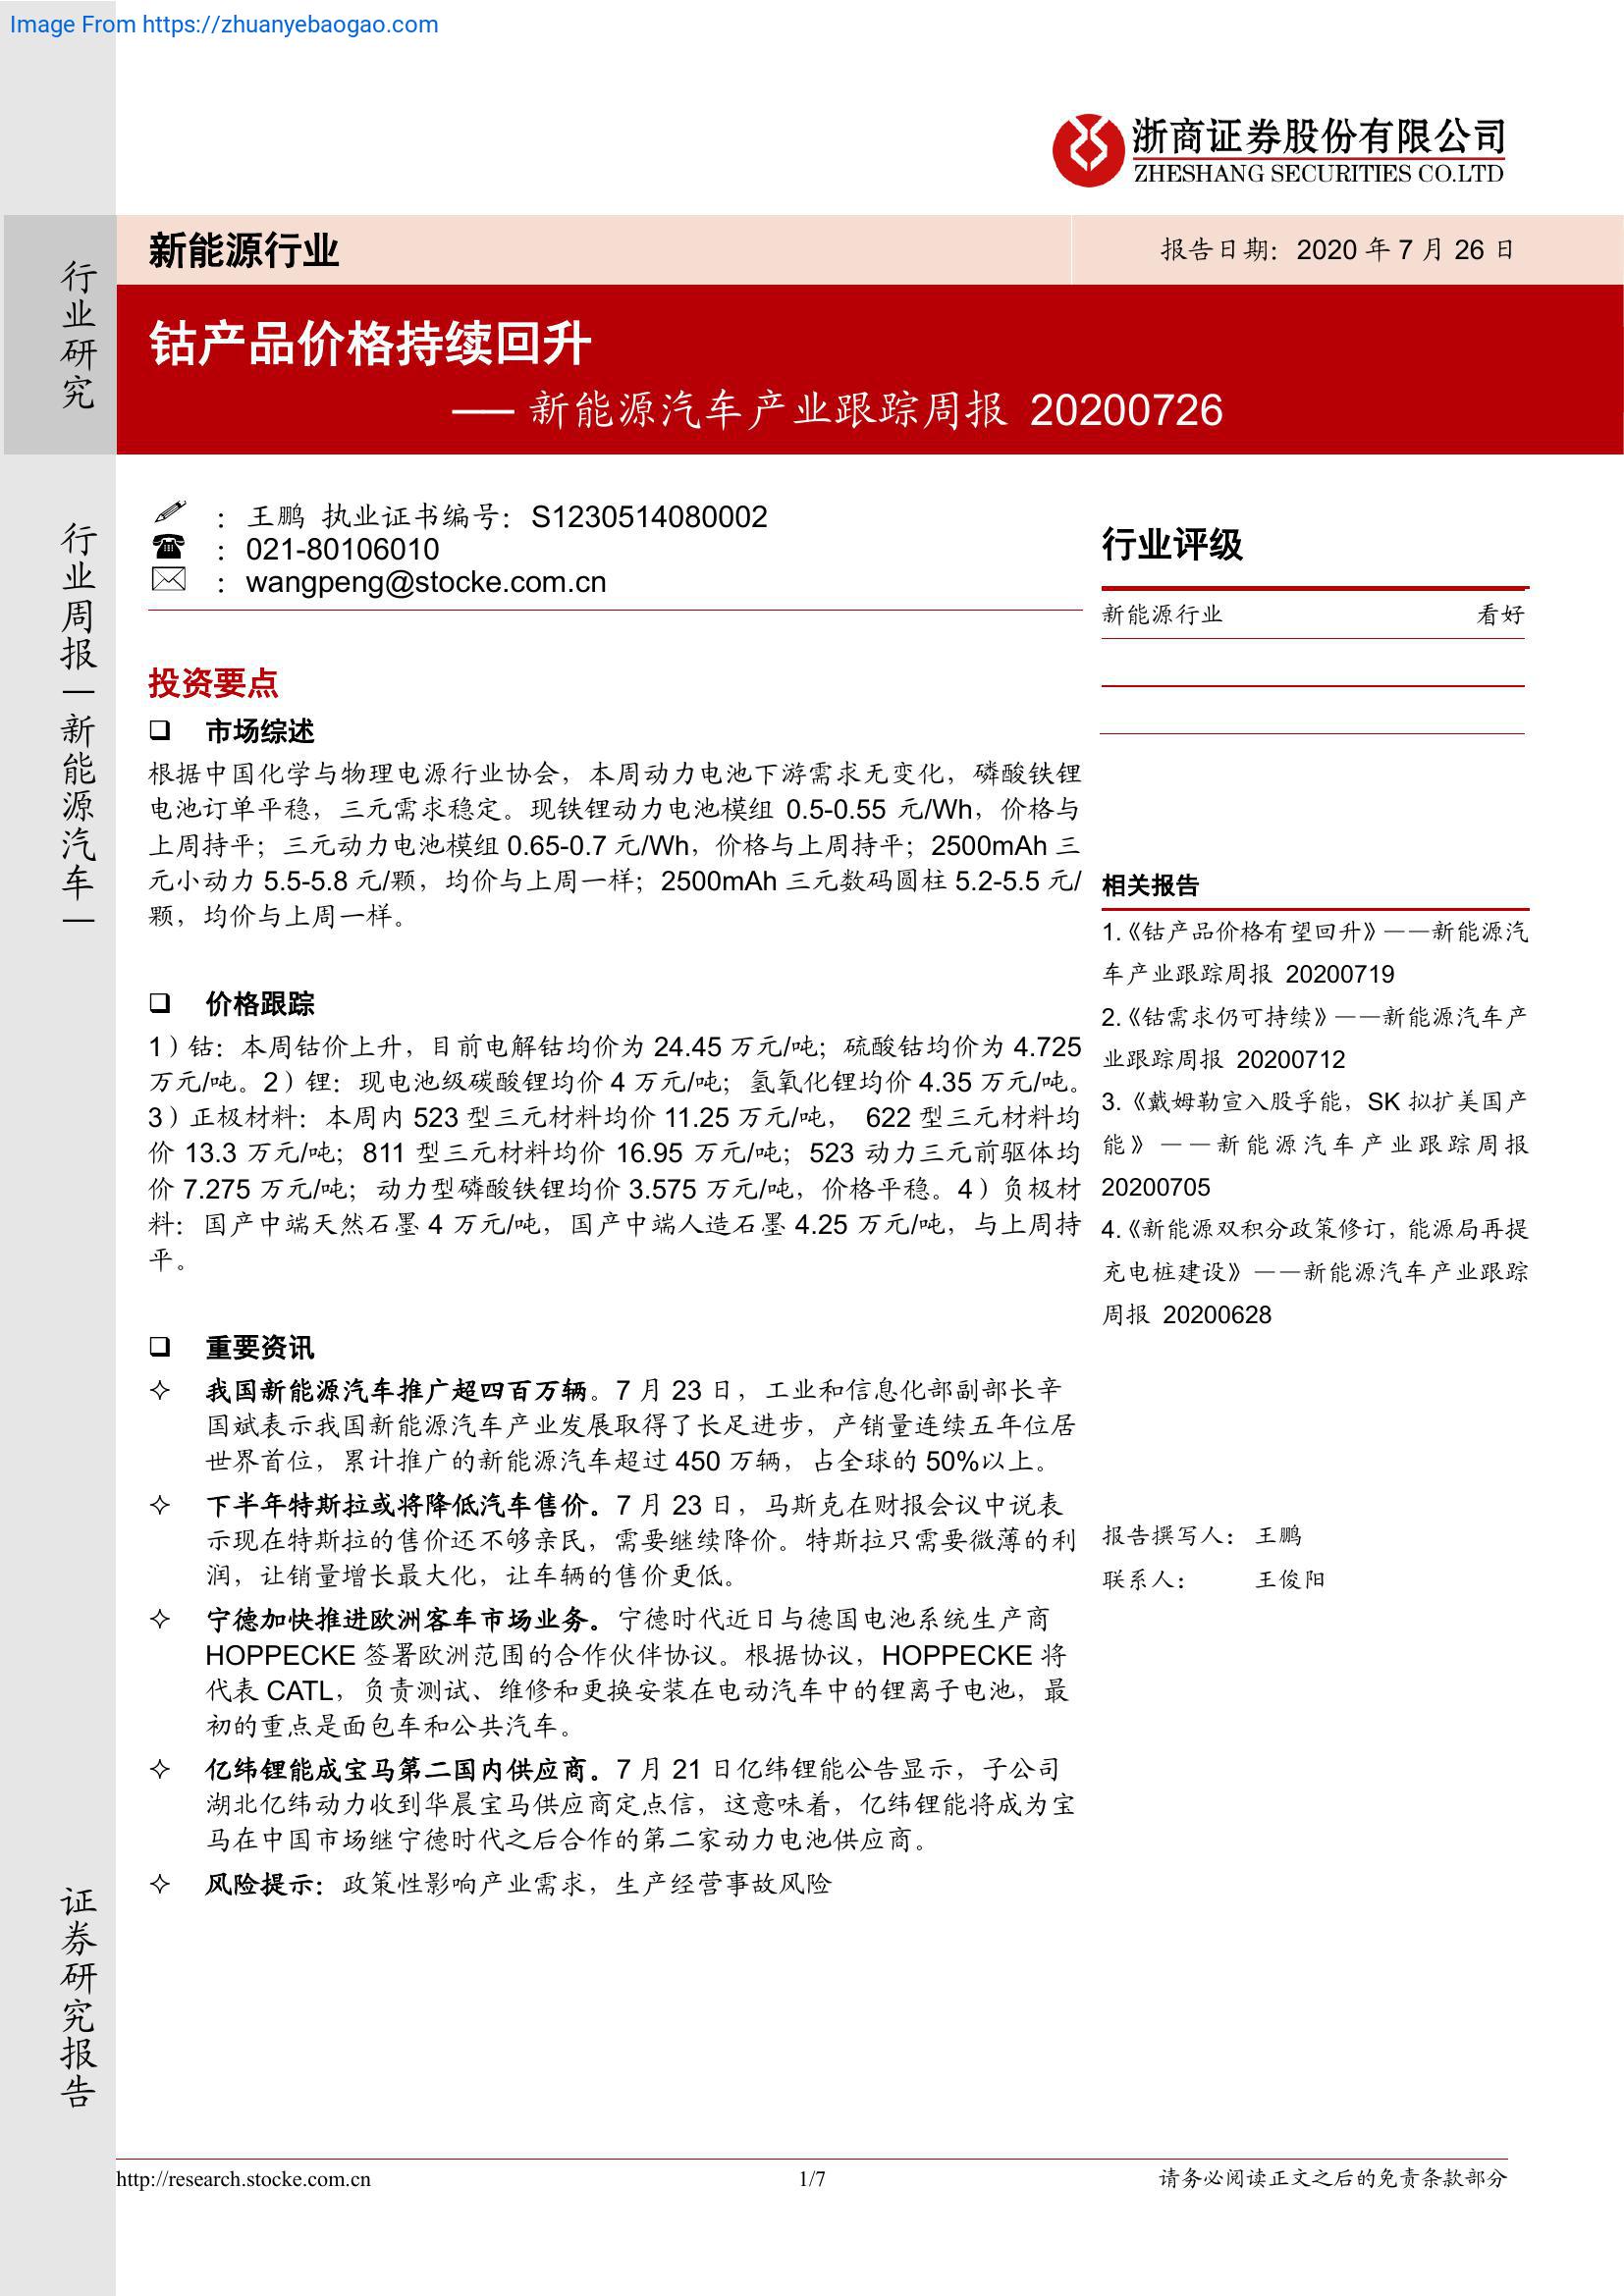 Image From https://zhuanyebaogao.com
浙商证券股份有限公司
ZHESHANG SECURITIES CO.LTD
行业研究
新能源行业
报告日期：2020 年 7 月 26 日
钴产品价格持续回升
—— 新能源汽车产业跟踪周报 20200726
行业周报｜新能源汽车｜
：王鹏 执业证书编号：S1230514080002
：021-80106010
：wangpeng@stocke.com.cn
投资要点
❑ 市场综述
根据中国化学与物理电源行业协会，本周动力电池下游需求无变化，磷酸铁锂
电池订单平稳，三元需求稳定。现铁锂动力电池模组 0.5-0.55 元/Wh，价格与
上周持平；三元动力电池模组 0.65-0.7 元/Wh，价格与上周持平；2500mAh 三
元小动力 5.5-5.8 元/颗，均价与上周一样；2500mAh 三元数码圆柱 5.2-5.5 元/
颗，均价与上周一样。
❑ 价格跟踪
1）钴：本周钴价上升，目前电解钴均价为 24.45 万元/吨；硫酸钴均价为 4.725
万元/吨。2）锂：现电池级碳酸锂均价 4 万元/吨；氢氧化锂均价 4.35 万元/吨。
3）正极材料：本周内 523 型三元材料均价 11.25 万元/吨， 622 型三元材料均
价 13.3 万元/吨；811 型三元材料均价 16.95 万元/吨；523 动力三元前驱体均
价 7.275 万元/吨；动力型磷酸铁锂均价 3.575 万元/吨，价格平稳。4）负极材
料：国产中端天然石墨 4 万元/吨，国产中端人造石墨 4.25 万元/吨，与上周持
平。
❑ 重要资讯
✧ 我国新能源汽车推广超四百万辆。7 月 23 日，工业和信息化部副部长辛
国斌表示我国新能源汽车产业发展取得了长足进步，产销量连续五年位居
世界首位，累计推广的新能源汽车超过 450 万辆，占全球的 50%以上。
✧ 下半年特斯拉或将降低汽车售价。7 月 23 日，马斯克在财报会议中说表
示现在特斯拉的售价还不够亲民，需要继续降价。特斯拉只需要微薄的利
润，让销量增长最大化，让车辆的售价更低。
✧ 宁德加快推进欧洲客车市场业务。宁德时代近日与德国电池系统生产商
HOPPECKE 签署欧洲范围的合作伙伴协议。根据协议，HOPPECKE 将
代表 CATL，负责测试、维修和更换安装在电动汽车中的锂离子电池，最
初的重点是面包车和公共汽车。
✧ 亿纬锂能成宝马第二国内供应商。7 月 21 日亿纬锂能公告显示，子公司
湖北亿纬动力收到华晨宝马供应商定点信，这意味着，亿纬锂能将成为宝
马在中国市场继宁德时代之后合作的第二家动力电池供应商。
✧ 风险提示：政策性影响产业需求，生产经营事故风险
行业评级
新能源行业 看好
相关报告
1.《钴产品价格有望回升》——新能源汽
车产业跟踪周报 20200719
2.《钴需求仍可持续》——新能源汽车产
业跟踪周报 20200712
3.《戴姆勒宣入股孚能，SK 拟扩美国产
能》——新能源汽车产业跟踪周报
20200705
4.《新能源双积分政策修订，能源局再提
充电桩建设》——新能源汽车产业跟踪
周报 20200628
报告撰写人： 王鹏
联系人： 王俊阳
证券研究报告
http://research.stocke.com.cn
1/7
请务必阅读正文之后的免责条款部分